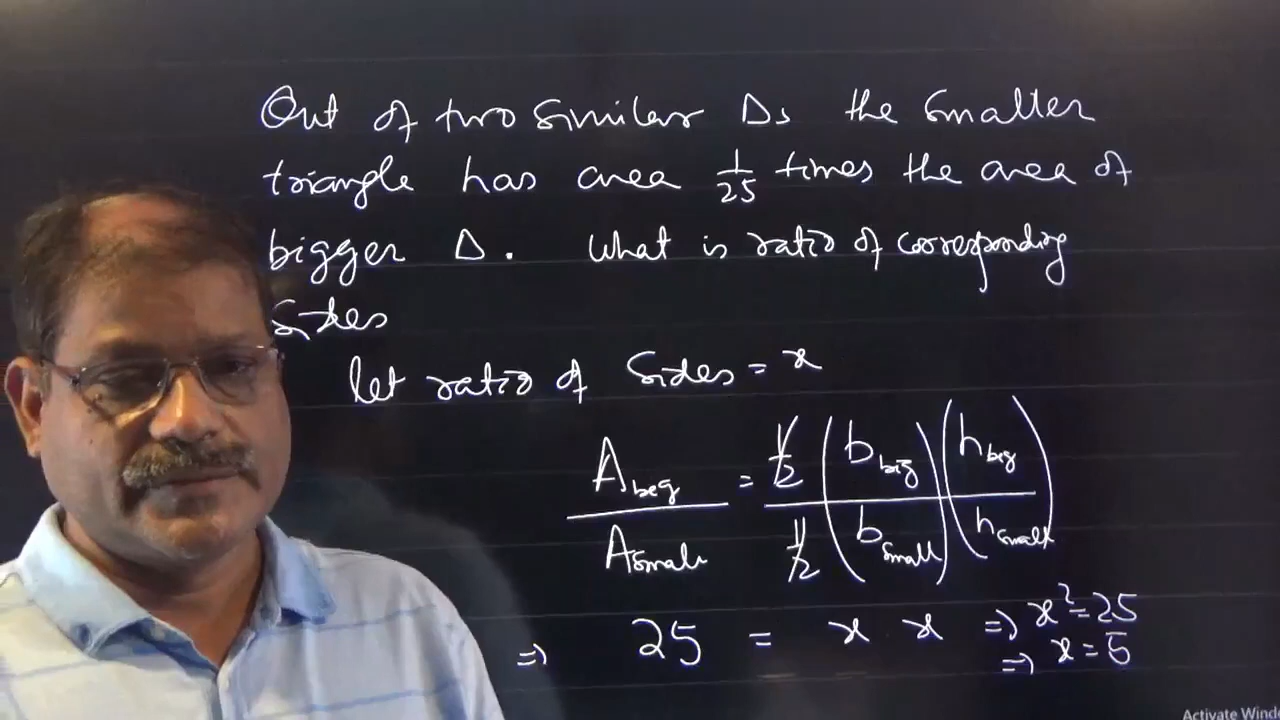 Out of two similar Δs the smaller
triangle has area 1/25 times the area of
bigger Δ. What is ratio of corresponding
sides
let ratio of sides = x
A_big / A_small = 1/2 (b_big / b_small) (h_big / h_small) / 1/2
⇒ 25 = x x ⇒ x² = 25
⇒ x = 5
Activate Wind